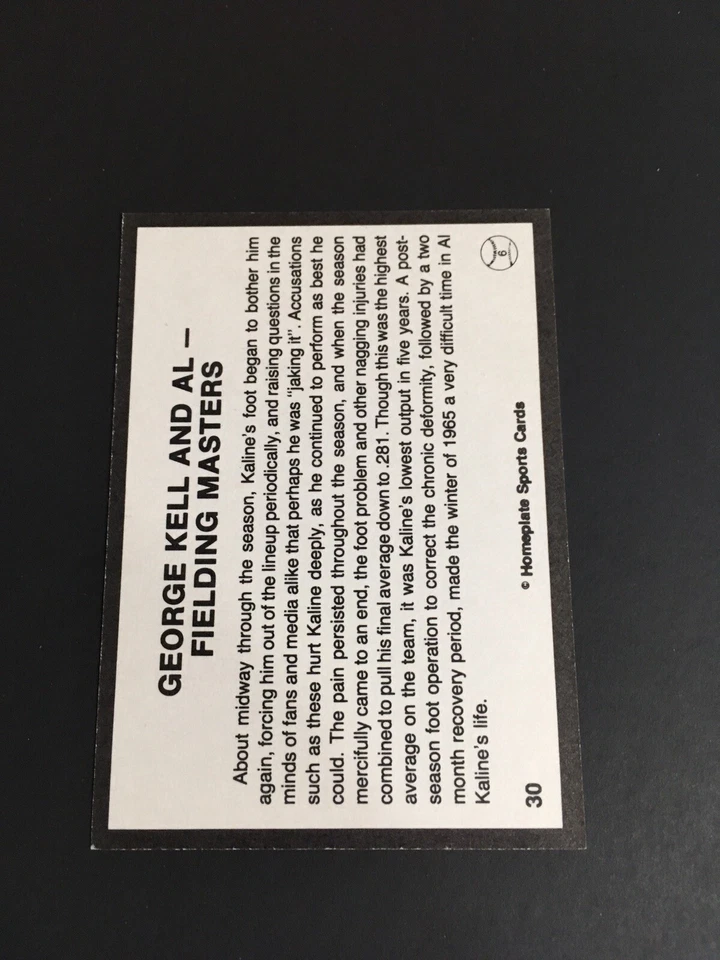 GEORGE KELL AND AL —
FIELDING MASTERS
About midway through the season, Kaline's foot began to bother him
again, forcing him out of the lineup periodically, and raising questions in the
minds of fans and media alike that perhaps he was "jaking it". Accusations
such as these hurt Kaline deeply, as he continued to perform as best he
could. The pain persisted throughout the season, and when the season
mercifully came to an end, the foot problem and other nagging injuries had
combined to pull his final average down to .281. Though this was the highest
average on the team, it was Kaline's lowest output in five years. A post-
season foot operation to correct the chronic deformity, followed by a two
month recovery period, made the winter of 1965 a very difficult time in Al
Kaline's life.
30
© Homeplate Sports Cards
6